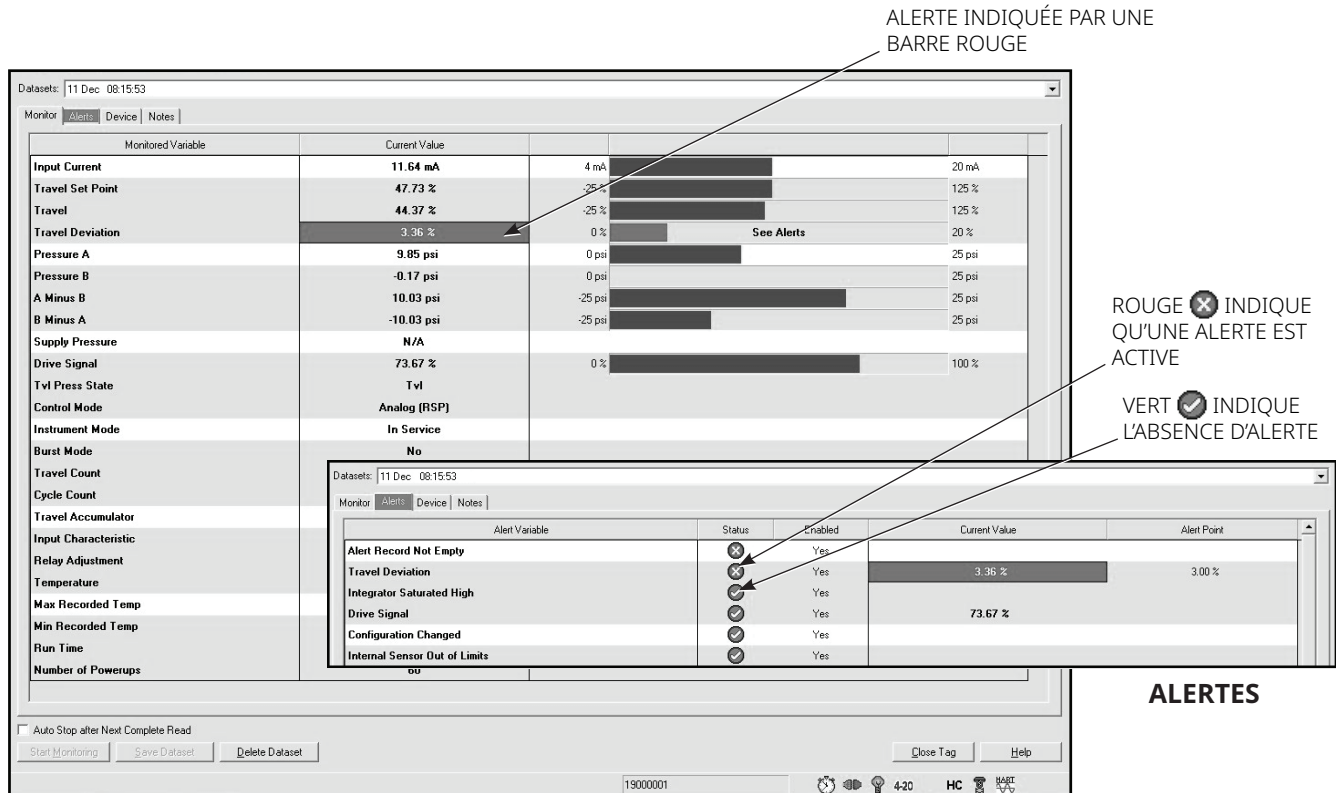 ALERTE INDIQUÉE PAR UNE
BARRE ROUGE
Datasets: 11 Dec 08:15:53
Monitor Alerts Device Notes
Monitored Variable Current Value
Input Current 11.64 mA 4 mA 20 mA
Travel Set Point 47.73 % -25 % 125 %
Travel 44.37 % -25 % 125 %
Travel Deviation 3.36 % 0 % See Alerts 20 %
Pressure A 9.85 psi 0 psi 25 psi
Pressure B -0.17 psi 0 psi 25 psi
A Minus B 10.03 psi -25 psi 25 psi
B Minus A -10.03 psi -25 psi 25 psi
Supply Pressure N/A
Drive Signal 73.67 % 0 % 100 %
Tvl Press State Tvl
Control Mode Analog (RSP)
Instrument Mode In Service
Burst Mode No
Travel Count
Cycle Count
Travel Accumulator
Input Characteristic
Relay Adjustment
Temperature
Max Recorded Temp
Min Recorded Temp
Run Time
Number of Powerups 60
ROUGE INDIQUE
QU'UNE ALERTE EST
ACTIVE
VERT INDIQUE
L'ABSENCE D'ALERTE
Datasets: 11 Dec 08:15:53
Monitor Alerts Device Notes
Alert Variable Status Enabled Current Value Alert Point
Alert Record Not Empty Yes
Travel Deviation Yes 3.36 % 3.00 %
Integrator Saturated High Yes
Drive Signal Yes 73.67 %
Configuration Changed Yes
Internal Sensor Out of Limits Yes
ALERTES
Auto Stop after Next Complete Read
Start Monitoring Save Dataset Delete Dataset Close Tag Help
19000001 4-20 HC HART